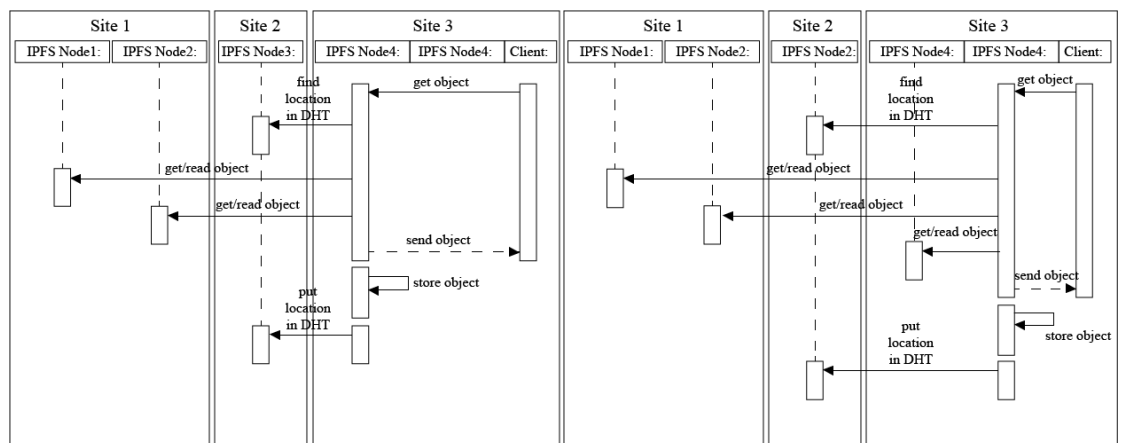 Site 1
Site 2
Site 3
IPFS Node1:
IPFS Node2:
IPFS Node3:
IPFS Node4:
IPFS Node4:
Client:
get object
find
location
in DHT
get/read object
get/read object
send object
store object
put
location
in DHT
Site 1
Site 2
Site 3
IPFS Node1:
IPFS Node2:
IPFS Node2:
IPFS Node4:
IPFS Node4:
Client:
get object
find
location
in DHT
get/read object
get/read object
get/read object
send object
store object
put
location
in DHT